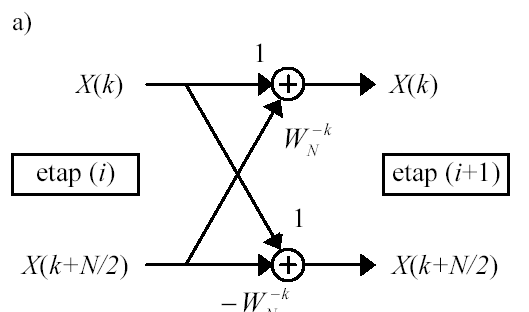 a)
1
X(k)
X(k)
W_N^{-k}
etap (i)
etap (i+1)
1
X(k+N/2)
X(k+N/2)
-W_N^{-k}